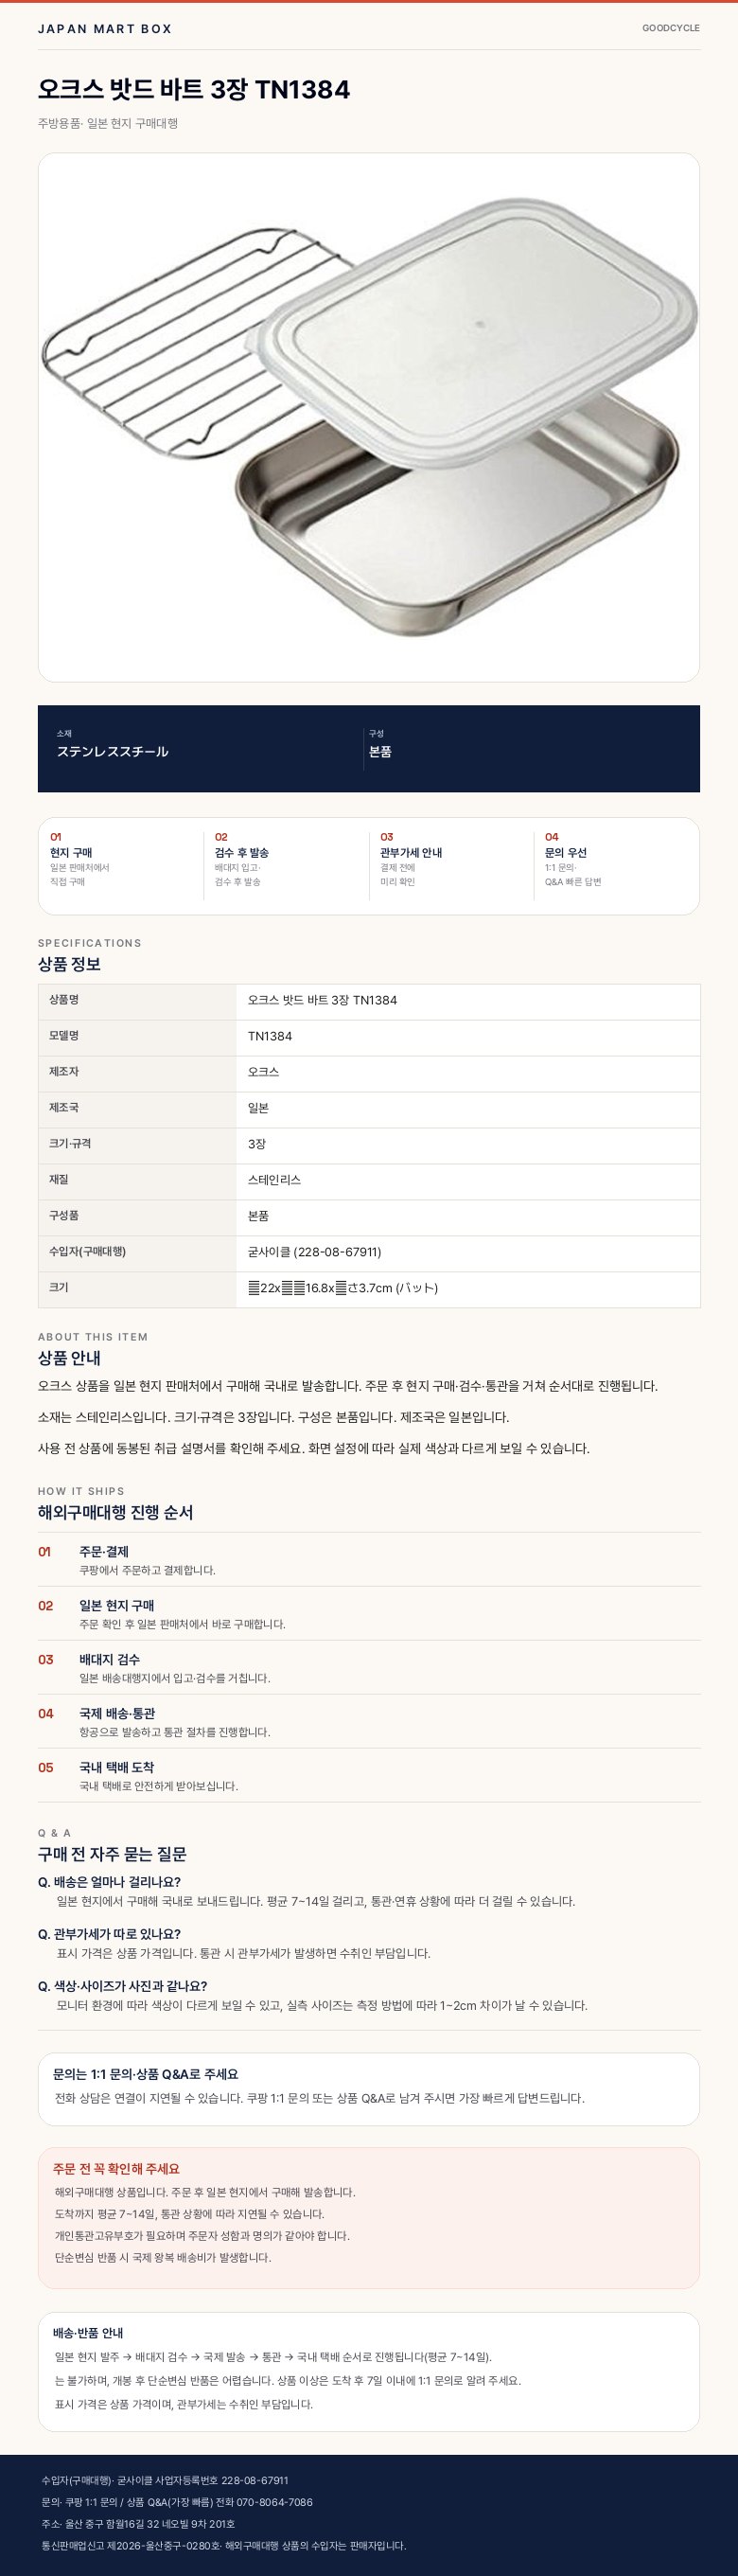 JAPAN MART BOX
GOODCYCLE
오크스 밧드 바트 3장 TN1384
주방용품· 일본 현지 구매대행
소재
ステンレススチール
구성
본품
01
현지 구매
일본 판매처에서
직접 구매
02
검수 후 발송
배대지 입고·
검수 후 발송
03
관부가세 안내
결제 전에
미리 확인
04
문의 우선
1:1 문의·
Q&A 빠른 답변
SPECIFICATIONS
상품 정보
상품명 오크스 밧드 바트 3장 TN1384
모델명 TN1384
제조자 오크스
제조국 일본
크기·규격 3장
재질 스테인리스
구성품 본품
수입자(구매대행) 굳사이클 (228-08-67911)
크기 22x 16.8x さ3.7cm (バット)
ABOUT THIS ITEM
상품 안내
오크스 상품을 일본 현지 판매처에서 구매해 국내로 발송합니다. 주문 후 현지 구매·검수·통관을 거쳐 순서대로 진행됩니다.
소재는 스테인리스입니다. 크기·규격은 3장입니다. 구성은 본품입니다. 제조국은 일본입니다.
사용 전 상품에 동봉된 취급 설명서를 확인해 주세요. 화면 설정에 따라 실제 색상과 다르게 보일 수 있습니다.
HOW IT SHIPS
해외구매대행 진행 순서
01 주문·결제
쿠팡에서 주문하고 결제합니다.
02 일본 현지 구매
주문 확인 후 일본 판매처에서 바로 구매합니다.
03 배대지 검수
일본 배송대행지에서 입고·검수를 거칩니다.
04 국제 배송·통관
항공으로 발송하고 통관 절차를 진행합니다.
05 국내 택배 도착
국내 택배로 안전하게 받아보십니다.
Q & A
구매 전 자주 묻는 질문
Q. 배송은 얼마나 걸리나요?
일본 현지에서 구매해 국내로 보내드립니다. 평균 7~14일 걸리고, 통관·연휴 상황에 따라 더 걸릴 수 있습니다.
Q. 관부가세가 따로 있나요?
표시 가격은 상품 가격입니다. 통관 시 관부가세가 발생하면 수취인 부담입니다.
Q. 색상·사이즈가 사진과 같나요?
모니터 환경에 따라 색상이 다르게 보일 수 있고, 실측 사이즈는 측정 방법에 따라 1~2cm 차이가 날 수 있습니다.
문의는 1:1 문의·상품 Q&A로 주세요
전화 상담은 연결이 지연될 수 있습니다. 쿠팡 1:1 문의 또는 상품 Q&A로 남겨 주시면 가장 빠르게 답변드립니다.
주문 전 꼭 확인해 주세요
해외구매대행 상품입니다. 주문 후 일본 현지에서 구매해 발송합니다.
도착까지 평균 7~14일, 통관 상황에 따라 지연될 수 있습니다.
개인통관고유부호가 필요하며 주문자 성함과 명의가 같아야 합니다.
단순변심 반품 시 국제 왕복 배송비가 발생합니다.
배송·반품 안내
일본 현지 발주 → 배대지 검수 → 국제 발송 → 통관 → 국내 택배 순서로 진행됩니다(평균 7~14일).
는 불가하며, 개봉 후 단순변심 반품은 어렵습니다. 상품 이상은 도착 후 7일 이내에 1:1 문의로 알려 주세요.
표시 가격은 상품 가격이며, 관부가세는 수취인 부담입니다.
수입자(구매대행)· 굳사이클 사업자등록번호 228-08-67911
문의· 쿠팡 1:1 문의 / 상품 Q&A(가장 빠름) 전화 070-8064-7086
주소· 울산 중구 함월16길 32 네오빌 9차 201호
통신판매업신고 제2026-울산중구-0280호· 해외구매대행 상품의 수입자는 판매자입니다.